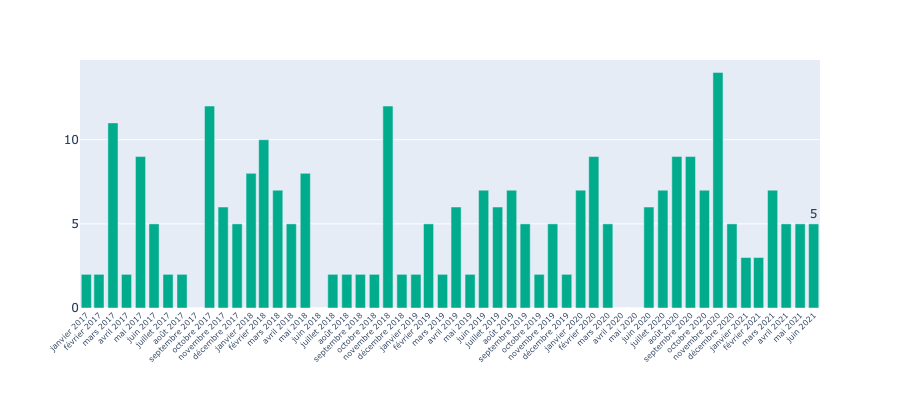 10
5
0
5
janvier 2017
février 2017
mars 2017
avril 2017
mai 2017
juin 2017
juillet 2017
août 2017
septembre 2017
octobre 2017
novembre 2017
décembre 2017
janvier 2018
février 2018
mars 2018
avril 2018
mai 2018
juin 2018
juillet 2018
août 2018
septembre 2018
octobre 2018
novembre 2018
décembre 2018
janvier 2019
février 2019
mars 2019
avril 2019
mai 2019
juin 2019
juillet 2019
août 2019
septembre 2019
octobre 2019
novembre 2019
décembre 2019
janvier 2020
février 2020
mars 2020
avril 2020
mai 2020
juin 2020
juillet 2020
août 2020
septembre 2020
octobre 2020
novembre 2020
décembre 2020
janvier 2021
février 2021
mars 2021
avril 2021
mai 2021
juin 2021